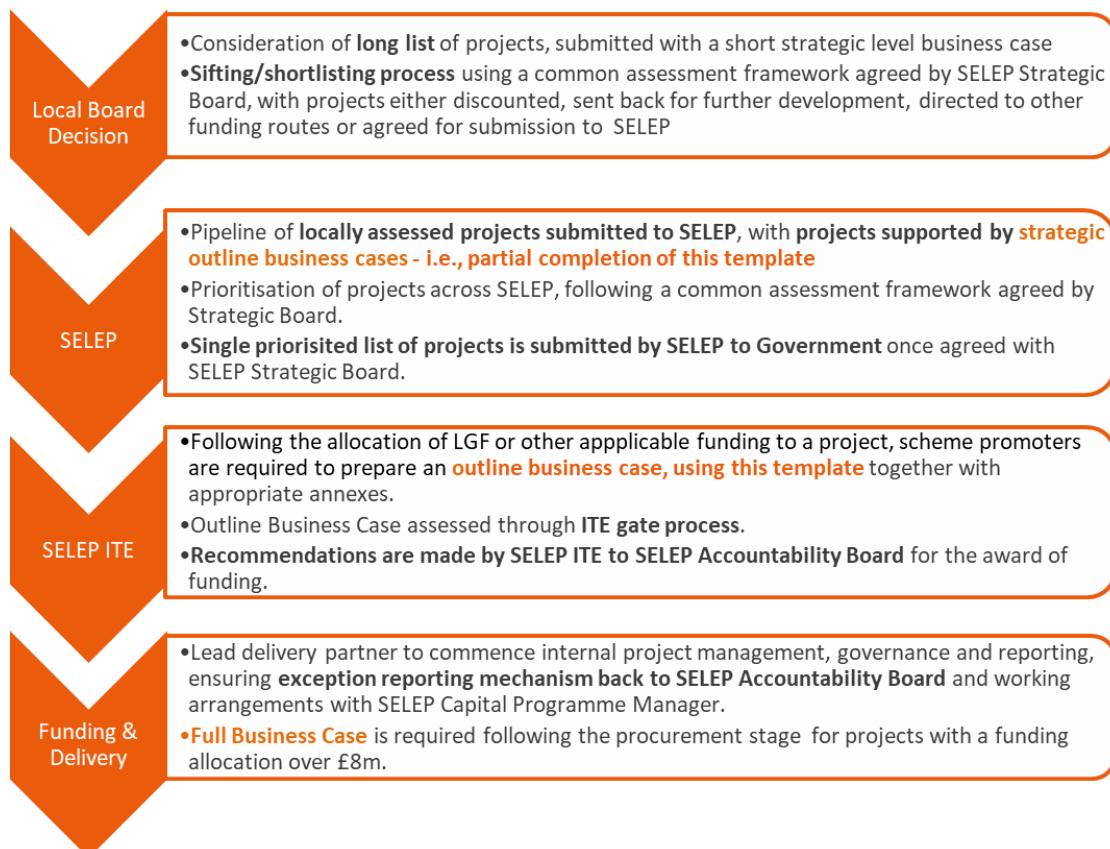 Local Board
Decision
•Consideration of long list of projects, submitted with a short strategic level business case
•Sifting/shortlisting process using a common assessment framework agreed by SELEP Strategic
Board, with projects either discounted, sent back for further development, directed to other
funding routes or agreed for submission to SELEP
SELEP
•Pipeline of locally assessed projects submitted to SELEP, with projects supported by strategic
outline business cases - i.e., partial completion of this template
•Prioritisation of projects across SELEP, following a common assessment framework agreed by
Strategic Board.
•Single priorisited list of projects is submitted by SELEP to Government once agreed with
SELEP Strategic Board.
SELEP ITE
•Following the allocation of LGF or other appplicable funding to a project, scheme promoters
are required to prepare an outline business case, using this template together with
appropriate annexes.
•Outline Business Case assessed through ITE gate process.
•Recommendations are made by SELEP ITE to SELEP Accountability Board for the award of
funding.
Funding &
Delivery
•Lead delivery partner to commence internal project management, governance and reporting,
ensuring exception reporting mechanism back to SELEP Accountability Board and working
arrangements with SELEP Capital Programme Manager.
•Full Business Case is required following the procurement stage for projects with a funding
allocation over £8m.